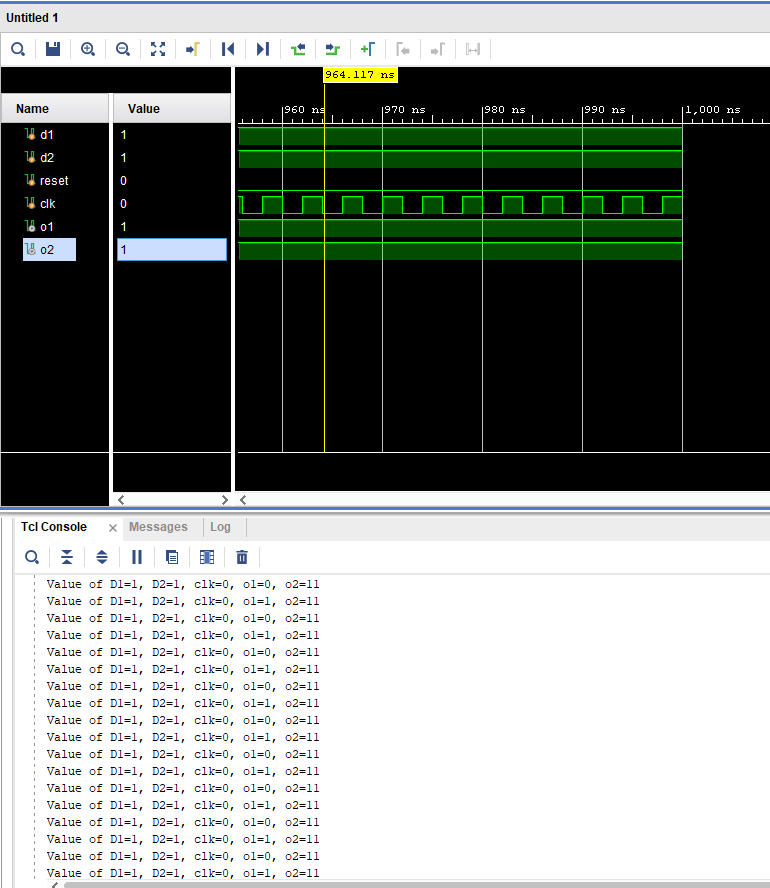 Untitled 1
964.117 ns
Name Value
960 ns 970 ns 980 ns 990 ns 1,000 ns
d1 1
d2 1
reset 0
clk 0
o1 1
o2 1
Tcl Console × Messages Log
Value of D1=1, D2=1, clk=0, o1=0, o2=11
Value of D1=1, D2=1, clk=0, o1=1, o2=11
Value of D1=1, D2=1, clk=0, o1=0, o2=11
Value of D1=1, D2=1, clk=0, o1=1, o2=11
Value of D1=1, D2=1, clk=0, o1=0, o2=11
Value of D1=1, D2=1, clk=0, o1=1, o2=11
Value of D1=1, D2=1, clk=0, o1=0, o2=11
Value of D1=1, D2=1, clk=0, o1=1, o2=11
Value of D1=1, D2=1, clk=0, o1=0, o2=11
Value of D1=1, D2=1, clk=0, o1=1, o2=11
Value of D1=1, D2=1, clk=0, o1=0, o2=11
Value of D1=1, D2=1, clk=0, o1=1, o2=11
Value of D1=1, D2=1, clk=0, o1=0, o2=11
Value of D1=1, D2=1, clk=0, o1=1, o2=11
Value of D1=1, D2=1, clk=0, o1=0, o2=11
Value of D1=1, D2=1, clk=0, o1=1, o2=11
Value of D1=1, D2=1, clk=0, o1=0, o2=11
Value of D1=1, D2=1, clk=0, o1=1, o2=11